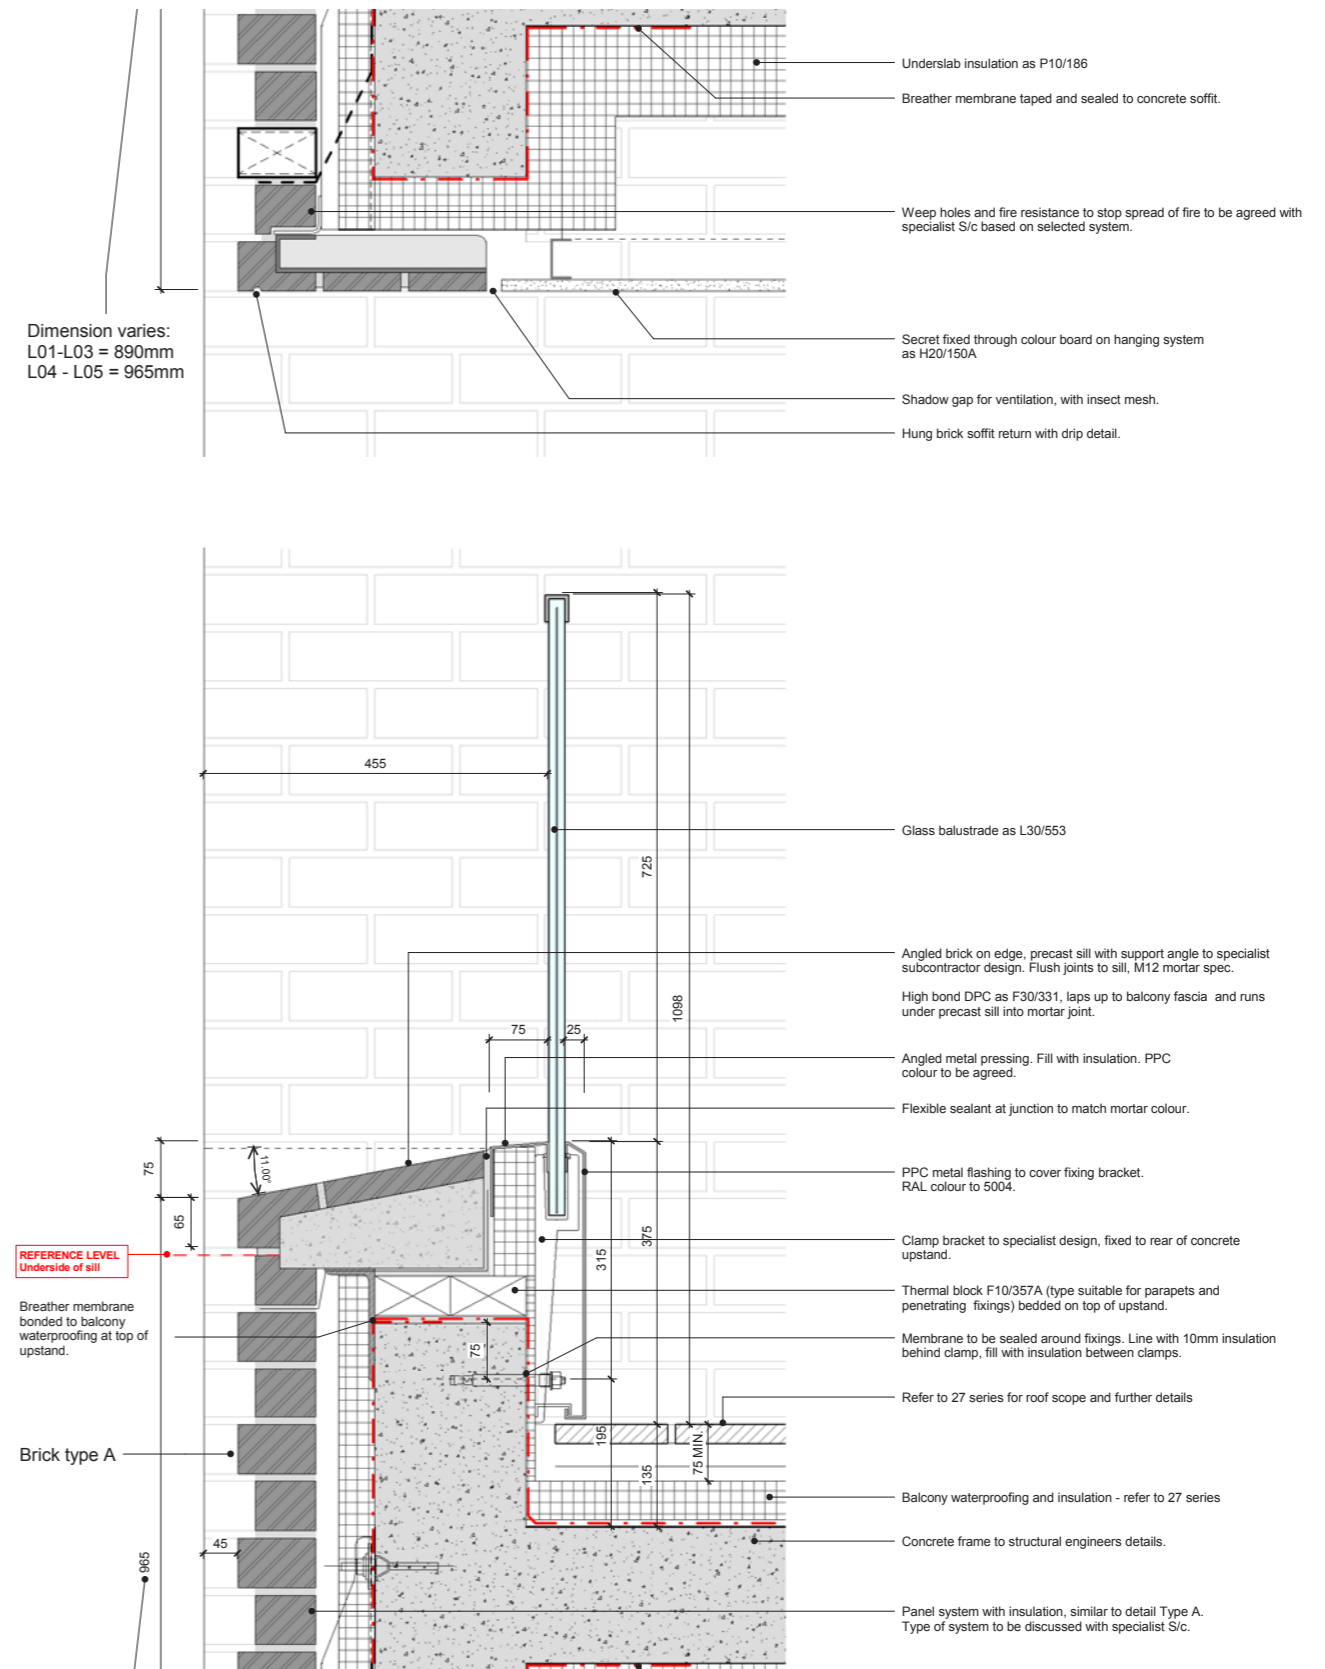 Underslab insulation as P10/186
Breather membrane taped and sealed to concrete soffit.
Weep holes and fire resistance to stop spread of fire to be agreed with
specialist S/c based on selected system.
Dimension varies:
L01-L03 = 890mm
L04 - L05 = 965mm
Secret fixed through colour board on hanging system
as H20/150A
Shadow gap for ventilation, with insect mesh.
Hung brick soffit return with drip detail.
455
725
1098
Glass balustrade as L30/553
Angled brick on edge, precast sill with support angle to specialist
subcontractor design. Flush joints to sill, M12 mortar spec.
High bond DPC as F30/331, laps up to balcony fascia and runs
under precast sill into mortar joint.
75
25
Angled metal pressing. Fill with insulation. PPC
colour to be agreed.
Flexible sealant at junction to match mortar colour.
75
11.00°
65
PPC metal flashing to cover fixing bracket.
RAL colour to 5004.
375
315
REFERENCE LEVEL
Underside of sill
Clamp bracket to specialist design, fixed to rear of concrete
upstand.
Thermal block F10/357A (type suitable for parapets and
penetrating fixings) bedded on top of upstand.
Breather membrane
bonded to balcony
waterproofing at top of
upstand.
75
Membrane to be sealed around fixings. Line with 10mm insulation
behind clamp, fill with insulation between clamps.
Refer to 27 series for roof scope and further details
195
135
75 MIN.
Brick type A
Balcony waterproofing and insulation - refer to 27 series
45
965
Concrete frame to structural engineers details.
Panel system with insulation, similar to detail Type A.
Type of system to be discussed with specialist S/c.